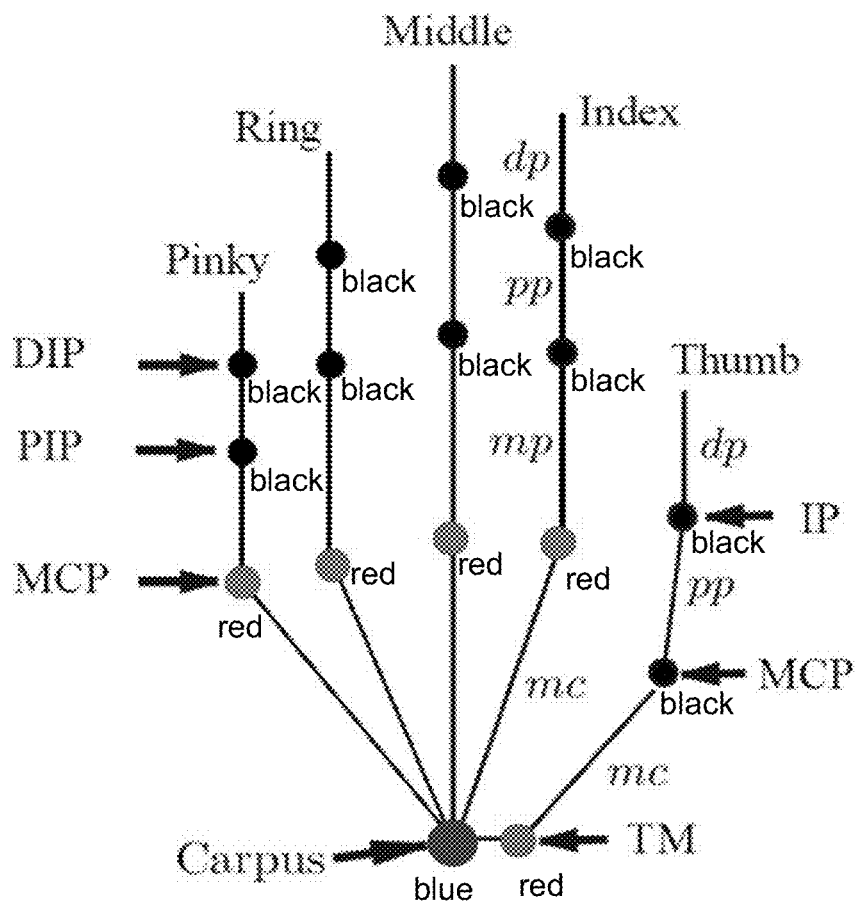 Middle
Ring
Index
dp
black
black
Pinky
black
pp
black
DIP
black
black
black
black
Thumb
PIP
black
mp
dp
IP
black
MCP
red
red
red
red
pp
mc
MCP
black
mc
Carpus
TM
blue
red